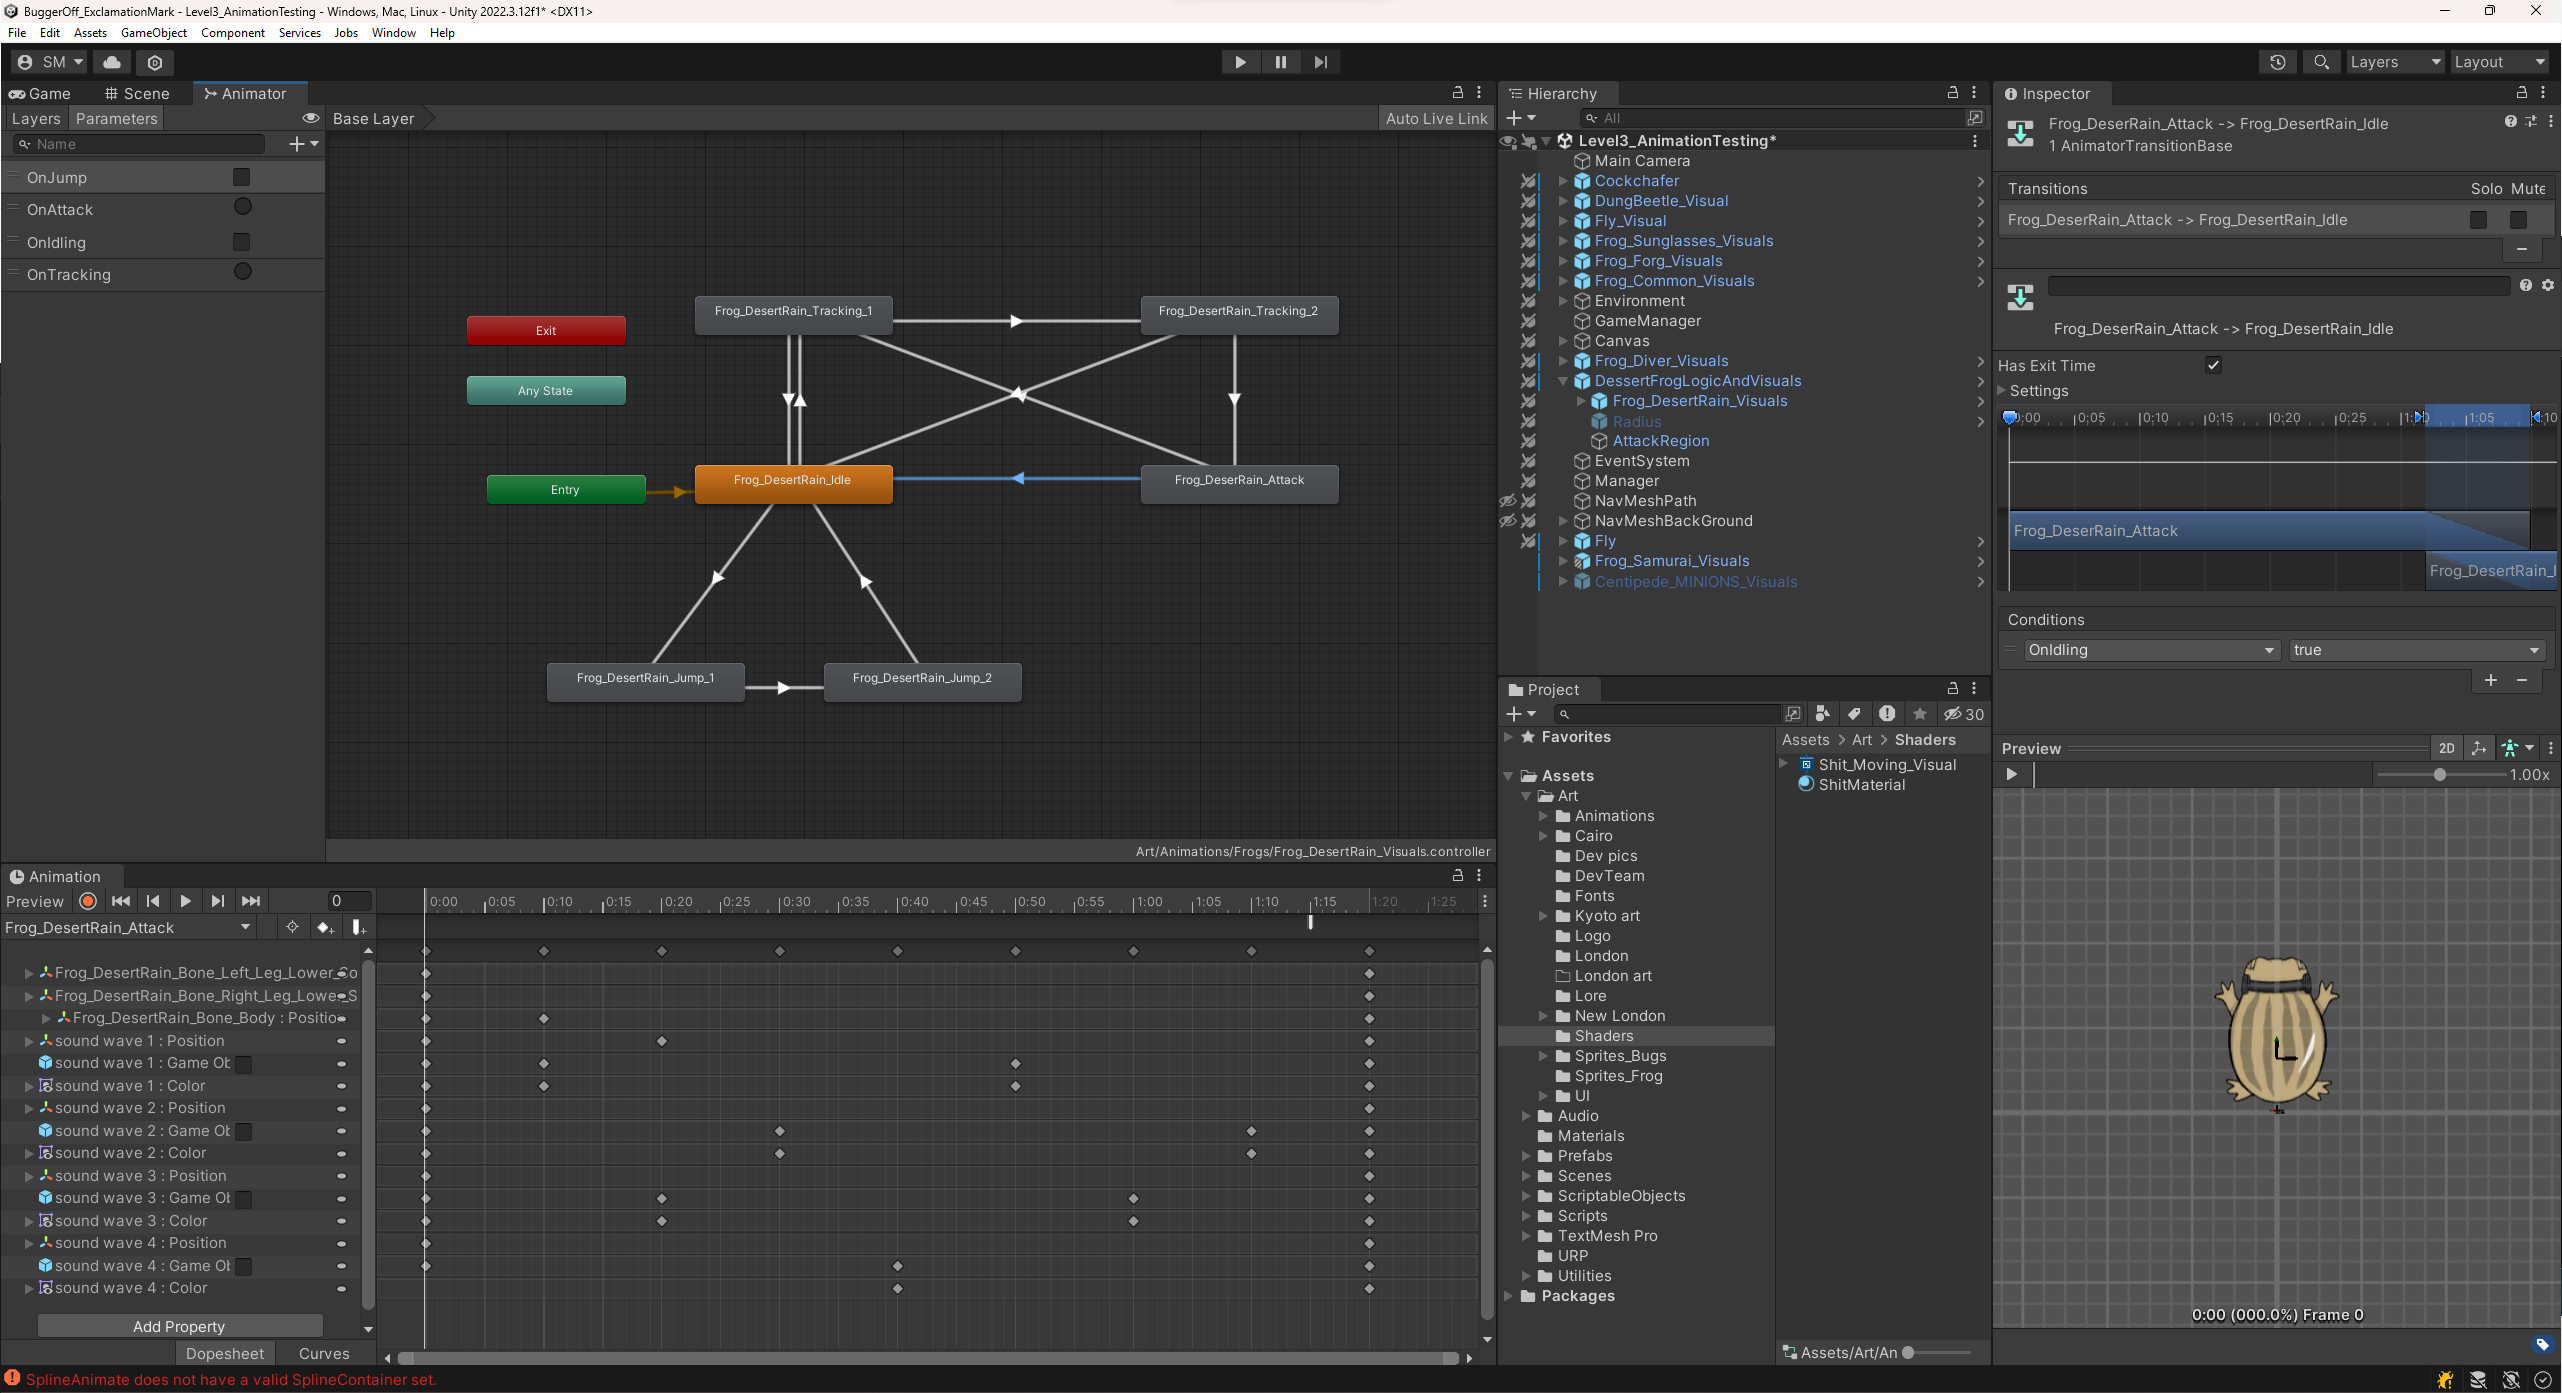 BuggerOff_ExclamationMark - Level3_AnimationTesting - Windows, Mac, Linux - Unity 2022.3.12f1* <DX11>
File Edit Assets GameObject Component Services Jobs Window Help
SM
Layers
Layout
Game
Scene
Animator
Layers
Parameters
Base Layer
Auto Live Link
Name
OnJump
OnAttack
OnIdling
OnTracking
Exit
Any State
Entry
Frog_DesertRain_Tracking_1
Frog_DesertRain_Tracking_2
Frog_DesertRain_Idle
Frog_DeserRain_Attack
Frog_DesertRain_Jump_1
Frog_DesertRain_Jump_2
Art/Animations/Frogs/Frog_DesertRain_Visuals.controller
Animation
Preview
0
0:00 0:05 0:10 0:15 0:20 0:25 0:30 0:35 0:40 0:45 0:50 0:55 1:00 1:05 1:10 1:15 1:20 1:25
Frog_DesertRain_Attack
Frog_DesertRain_Bone_Left_Leg_Lower_So
Frog_DesertRain_Bone_Right_Leg_Lower_S
Frog_DesertRain_Bone_Body : Positio
sound wave 1 : Position
sound wave 1 : Game Ob
sound wave 1 : Color
sound wave 2 : Position
sound wave 2 : Game Ob
sound wave 2 : Color
sound wave 3 : Position
sound wave 3 : Game Ob
sound wave 3 : Color
sound wave 4 : Position
sound wave 4 : Game Ob
sound wave 4 : Color
Add Property
Dopesheet
Curves
SplineAnimate does not have a valid SplineContainer set.
Hierarchy
All
Level3_AnimationTesting*
Main Camera
Cockchafer
DungBeetle_Visual
Fly_Visual
Frog_Sunglasses_Visuals
Frog_Forg_Visuals
Frog_Common_Visuals
Environment
GameManager
Canvas
Frog_Diver_Visuals
DessertFrogLogicAndVisuals
Frog_DesertRain_Visuals
Radius
AttackRegion
EventSystem
Manager
NavMeshPath
NavMeshBackGround
Fly
Frog_Samurai_Visuals
Centipede_MINIONS_Visuals
Project
30
Favorites
Assets
Art
Animations
Cairo
Dev pics
DevTeam
Fonts
Kyoto art
Logo
London
London art
Lore
New London
Shaders
Sprites_Bugs
Sprites_Frog
UI
Audio
Materials
Prefabs
Scenes
ScriptableObjects
Scripts
TextMesh Pro
URP
Utilities
Packages
Assets > Art > Shaders
Shit_Moving_Visual
ShitMaterial
Assets/Art/An
Inspector
Frog_DeserRain_Attack -> Frog_DesertRain_Idle
1 AnimatorTransitionBase
Transitions Solo Mute
Frog_DeserRain_Attack -> Frog_DesertRain_Idle
Frog_DeserRain_Attack -> Frog_DesertRain_Idle
Has Exit Time
Settings
0:00 0:05 0:10 0:15 0:20 0:25 1:05
Frog_DeserRain_Attack
Frog_DesertRain_I
Conditions
OnIdling true
Preview
2D
1.00x
0:00 (000.0%) Frame 0